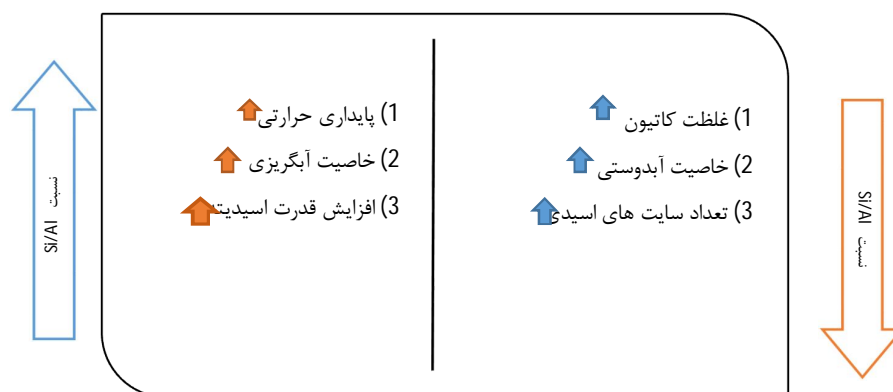 1) غلظت کاتیون
2) خاصیت آبدوستی
3) تعداد سایت های اسیدی
1) پایداری حرارتی
2) خاصیت آبگریزی
3) افزایش قدرت اسیدیته
نسبت Si/Al
نسبت Si/Al